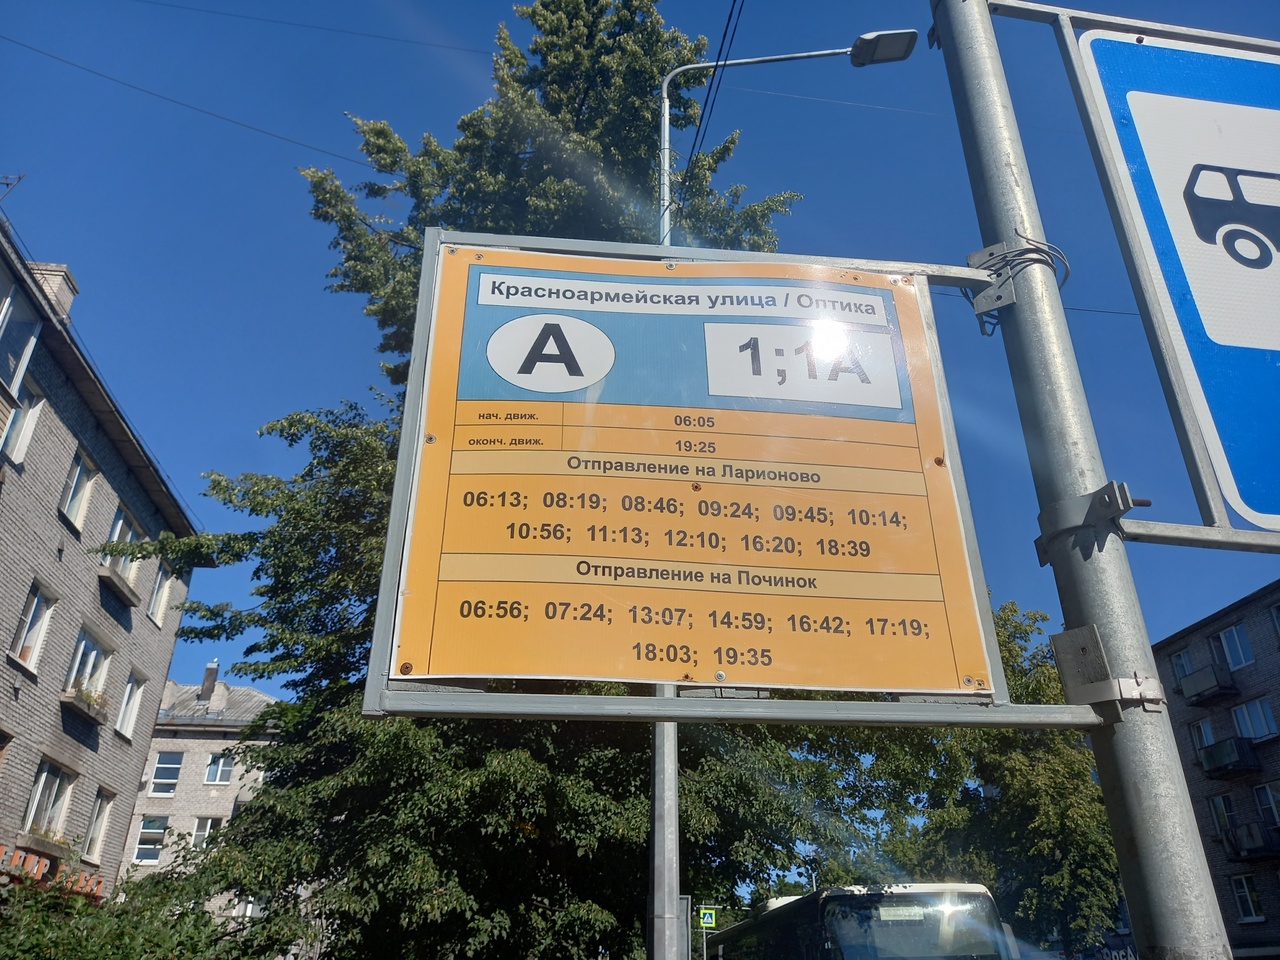 Красноармейская улица / Оптика
А
1;1А
нач. движ. 06:05
оконч. движ. 19:25
Отправление на Ларионово
06:13; 08:19; 08:46; 09:24; 09:45; 10:14;
10:56; 11:13; 12:10; 16:20; 18:39
Отправление на Починок
06:56; 07:24; 13:07; 14:59; 16:42; 17:19;
18:03; 19:35